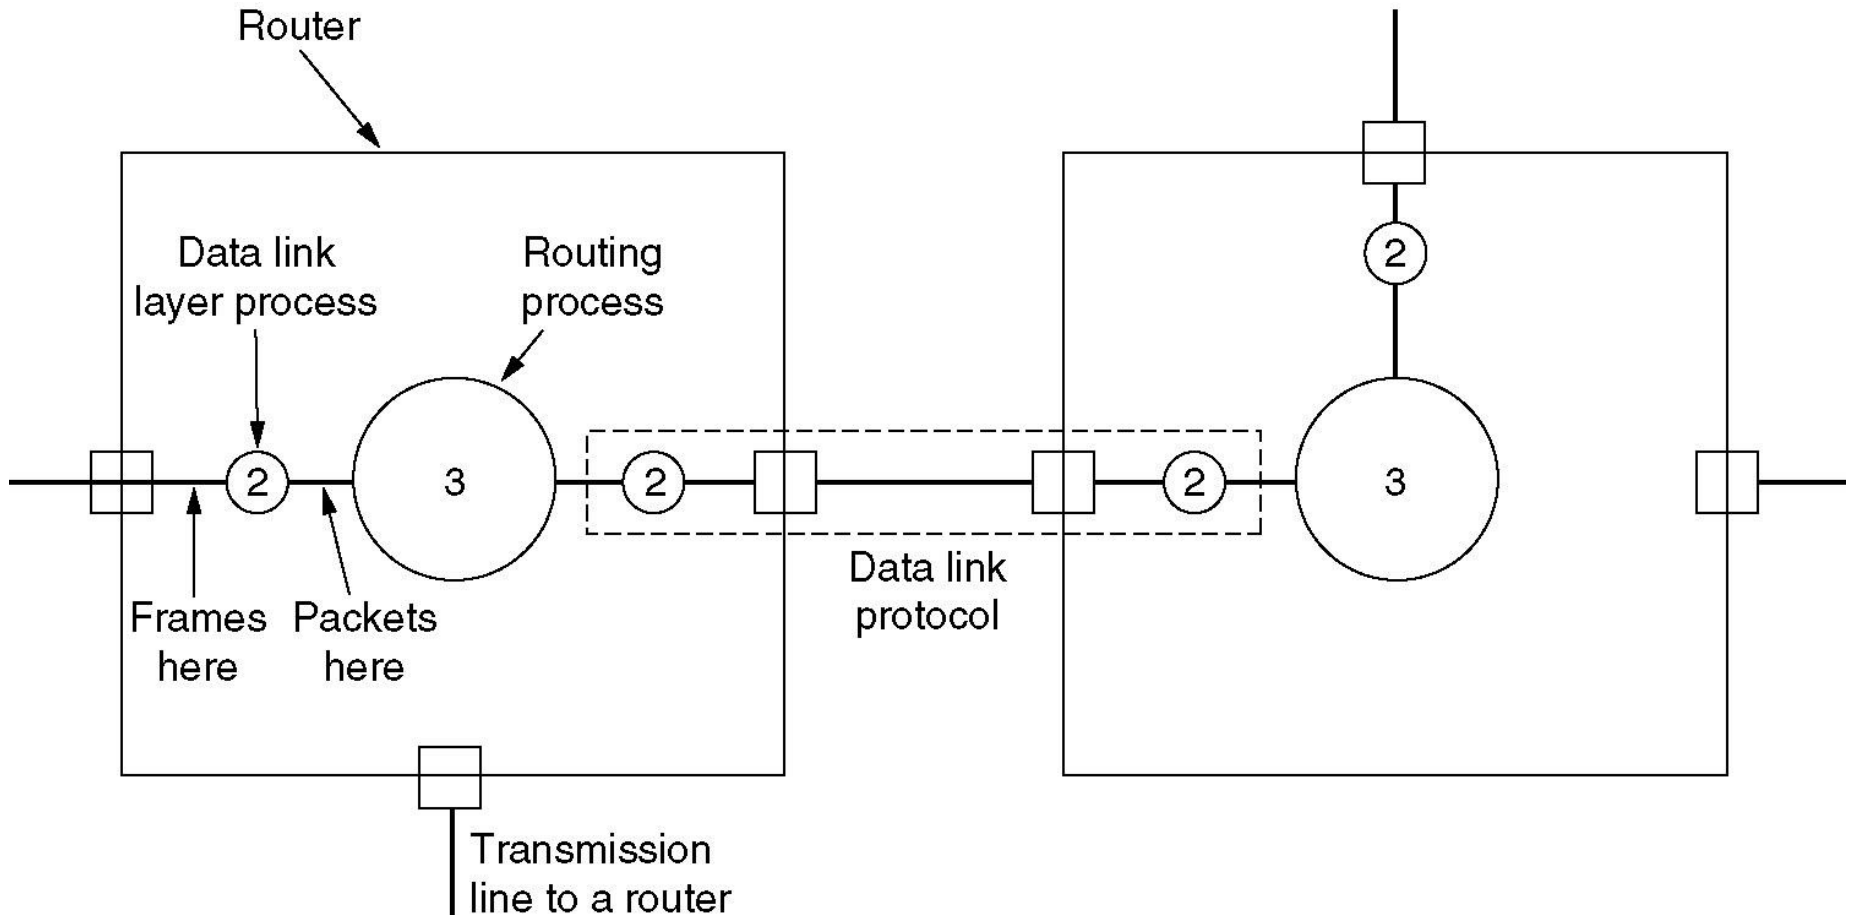 Router
Data link
layer process
Routing
process
2
2
3
2
2
3
Frames
here
Packets
here
Data link
protocol
Transmission
line to a router